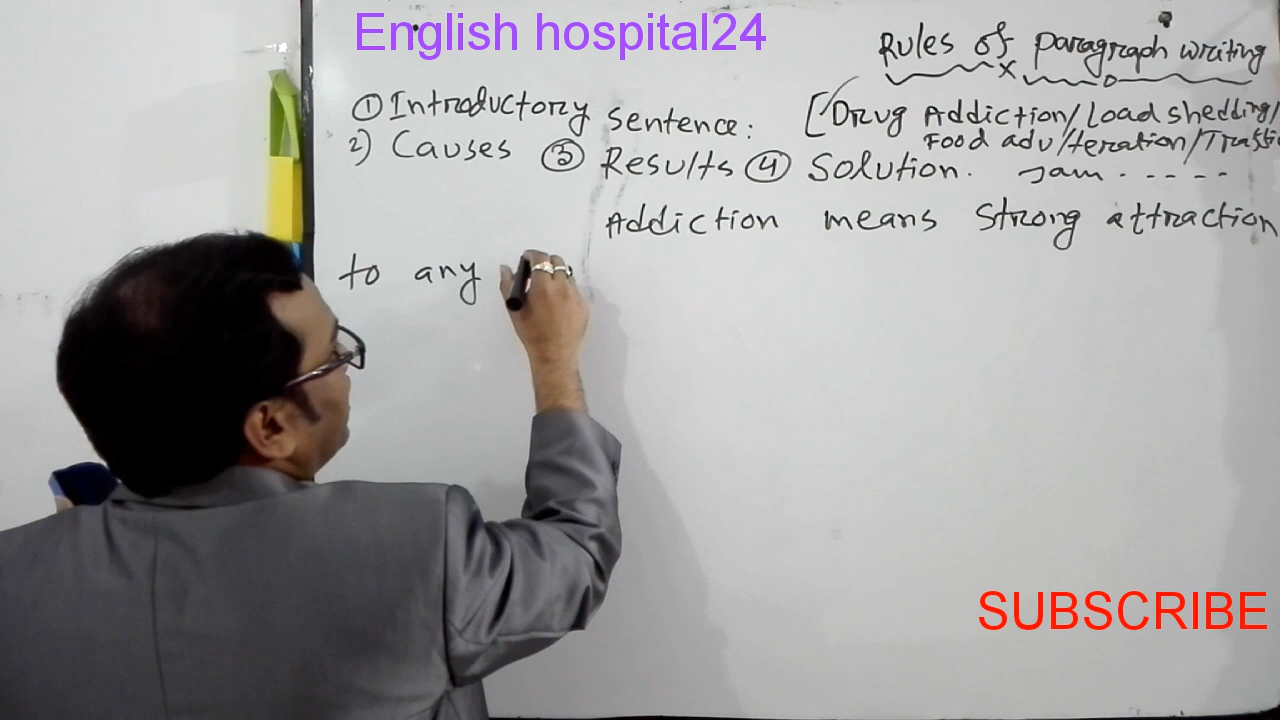 English hospital24
Rules of paragraph writing
① Introductory Sentence: [Drug Addiction/Load shedding/
Food adulteration/Traffic
2) Causes ③ Results ④ Solution. Jam - - - - -
Addiction means Strong attraction
to any
SUBSCRIBE